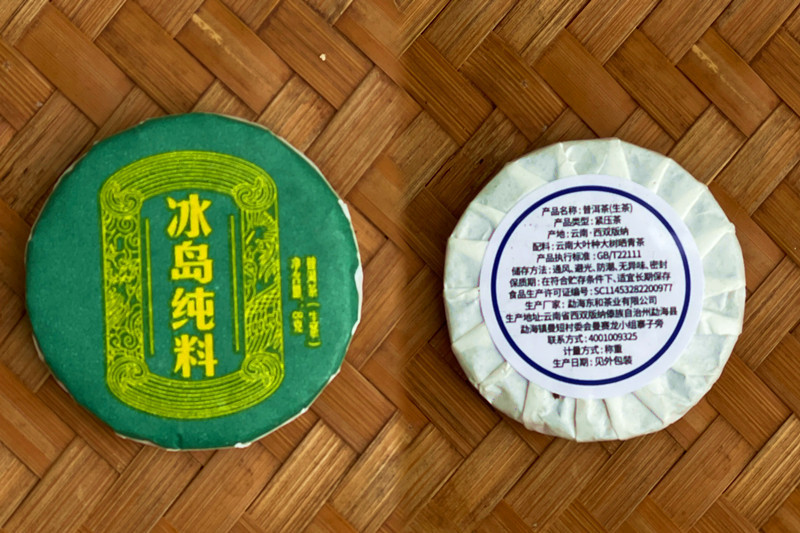 冰岛纯料
普洱茶（生茶）
净含量：8克
产品名称：普洱茶(生茶)
产品类型：紧压茶
产地：云南·西双版纳
配料：云南大叶种大树晒青茶
产品执行标准：GB/T22111
储存方法：通风、避光、防潮、无异味、密封
保质期：在符合贮存条件下、适宜长期保存
食品生产许可证编号：SC11453282200977
生产厂家：勐海东和茶业有限公司
生产地址：云南省西双版纳傣族自治州勐海县
勐海镇曼短村委会曼赛龙小组寨子旁
联系方式：4001009325
计量方式：称重
生产日期：见外包装